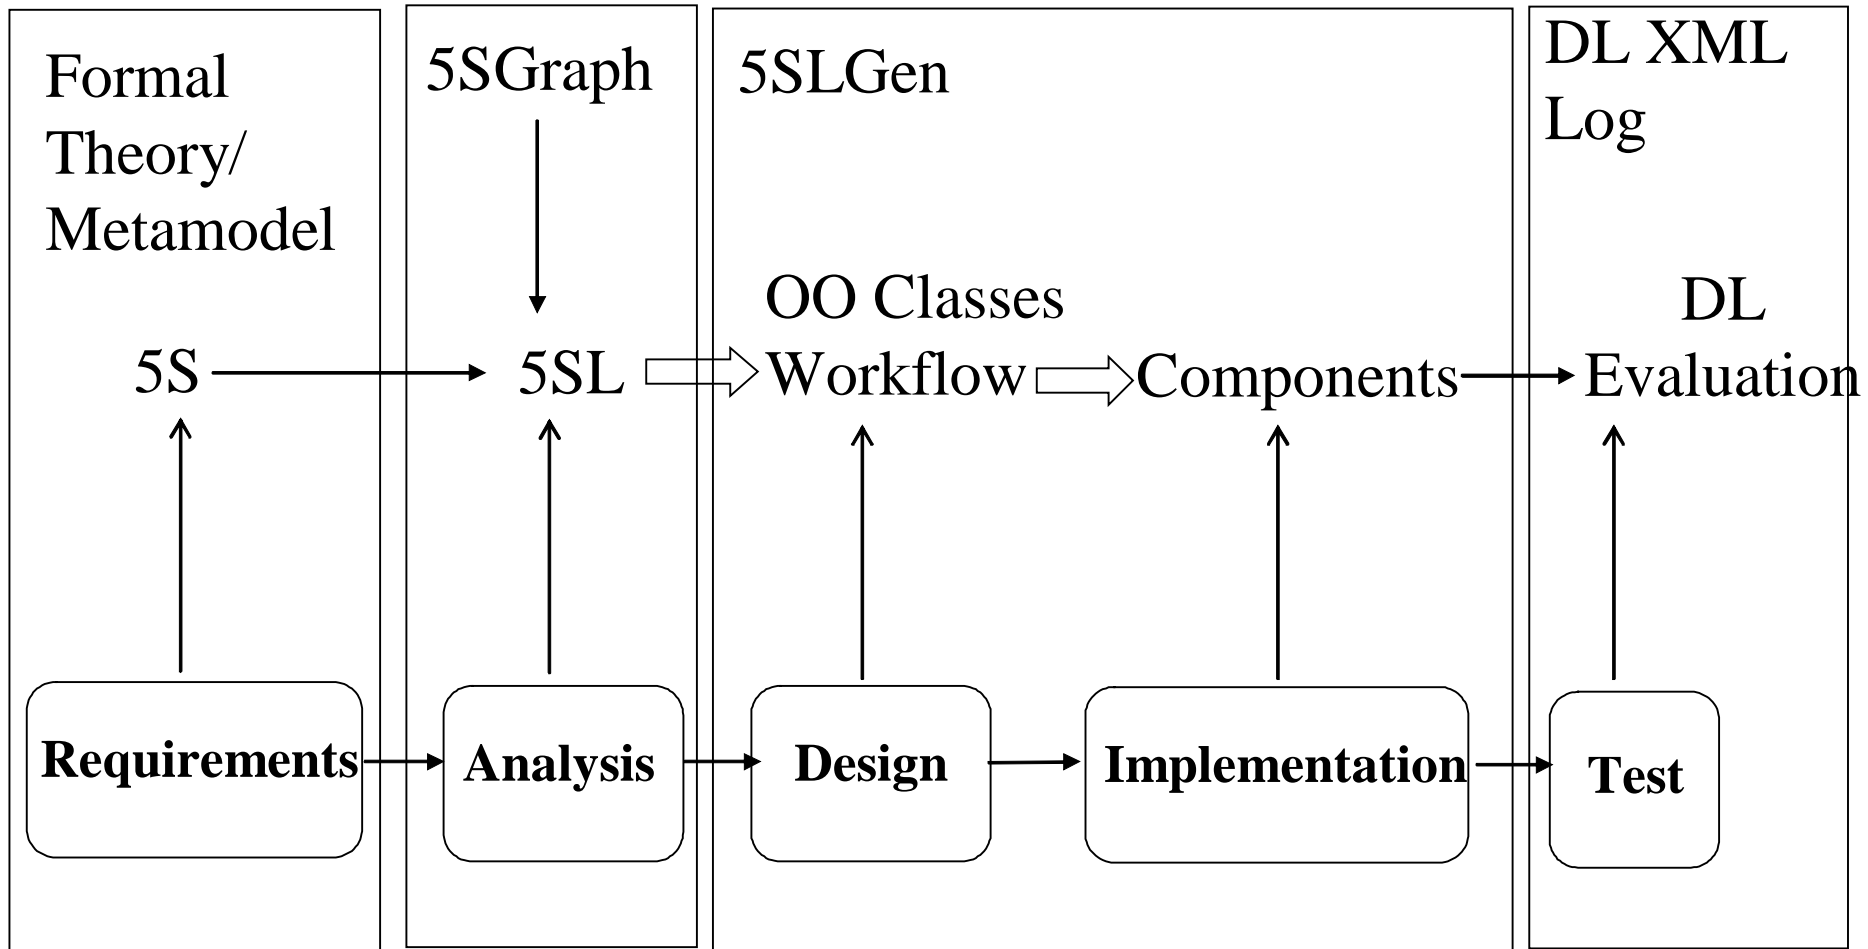 Formal
Theory/
Metamodel
5SGraph
5SLGen
DL XML
Log
5S
5SL
OO Classes
Workflow
Components
DL
Evaluation
Requirements
Analysis
Design
Implementation
Test